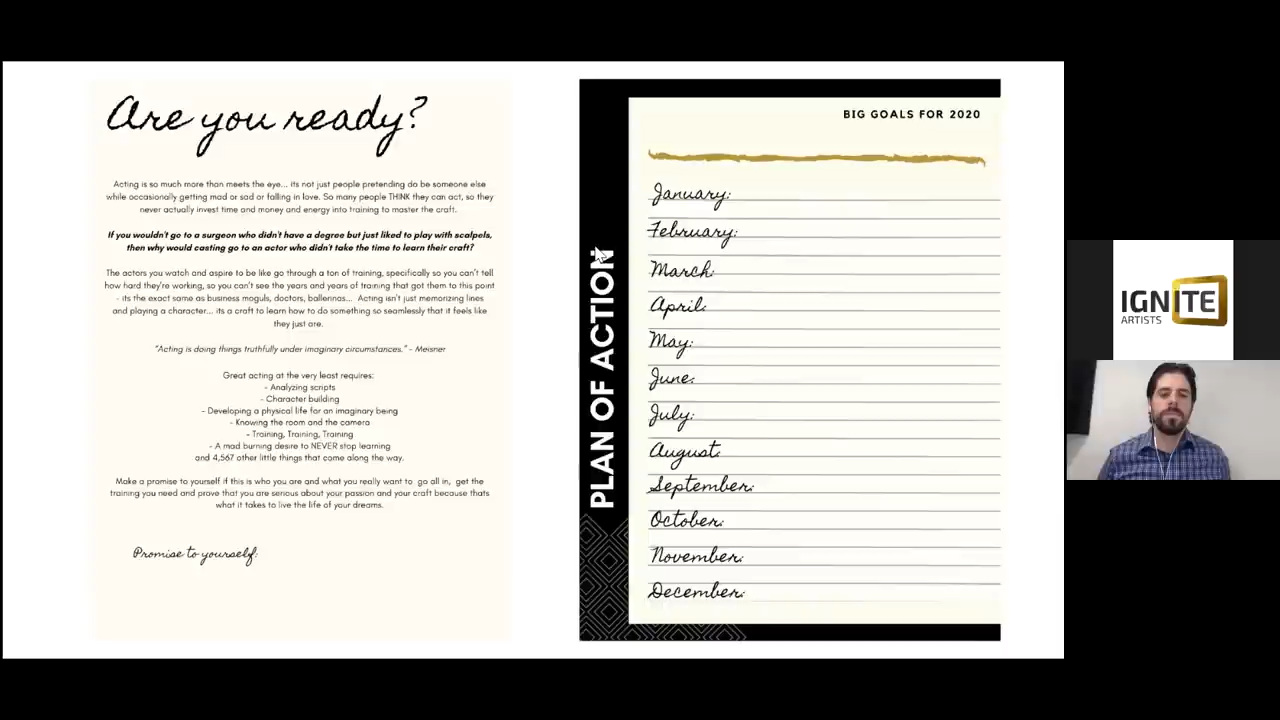 Are you ready?
Acting is so much more than meets the eye... its not just people pretending do be someone else
while occasionally getting mad or sad or falling in love. So many people THINK they can act, so they
never actually invest time and money and energy into training to master the craft.
If you wouldn't go to a surgeon who didn't have a degree but just liked to play with scalpels,
then why would casting go to an actor who didn't take the time to learn their craft?
The actors you watch and aspire to be like go through a ton of training, specifically so you can't tell
how hard they're working, so you can't see the years and years of training that got them to this point
- its the exact same as business moguls, doctors, ballerinas... Acting isn't just memorizing lines
and playing a character... its a craft to learn how to do something so seamlessly that it feels like
they just are.
"Acting is doing things truthfully under imaginary circumstances." - Meisner
Great acting at the very least requires:
- Analyzing scripts
- Character building
- Developing a physical life for an imaginary being
- Knowing the room and the camera
- Training, Training, Training
- A mad burning desire to NEVER stop learning
and 4,567 other little things that come along the way.
Make a promise to yourself if this is who you are and what you really want to go all in, get the
training you need and prove that you are serious about your passion and your craft because thats
what it takes to live the life of your dreams.
Promise to yourself:
PLAN OF ACTION
BIG GOALS FOR 2020
January:
February:
March:
April:
May:
June:
July:
August:
September:
October:
November:
December:
IGNITE
ARTISTS